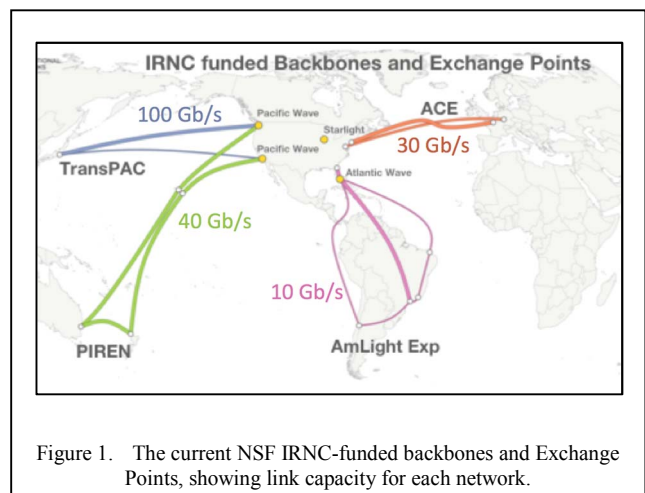 IRNC funded Backbones and Exchange Points
100 Gb/s
Pacific Wave
Starlight
ACE
30 Gb/s
TransPAC
Pacific Wave
Atlantic Wave
40 Gb/s
10 Gb/s
PIREN
AmLight Exp
Figure 1. The current NSF IRNC-funded backbones and Exchange
Points, showing link capacity for each network.